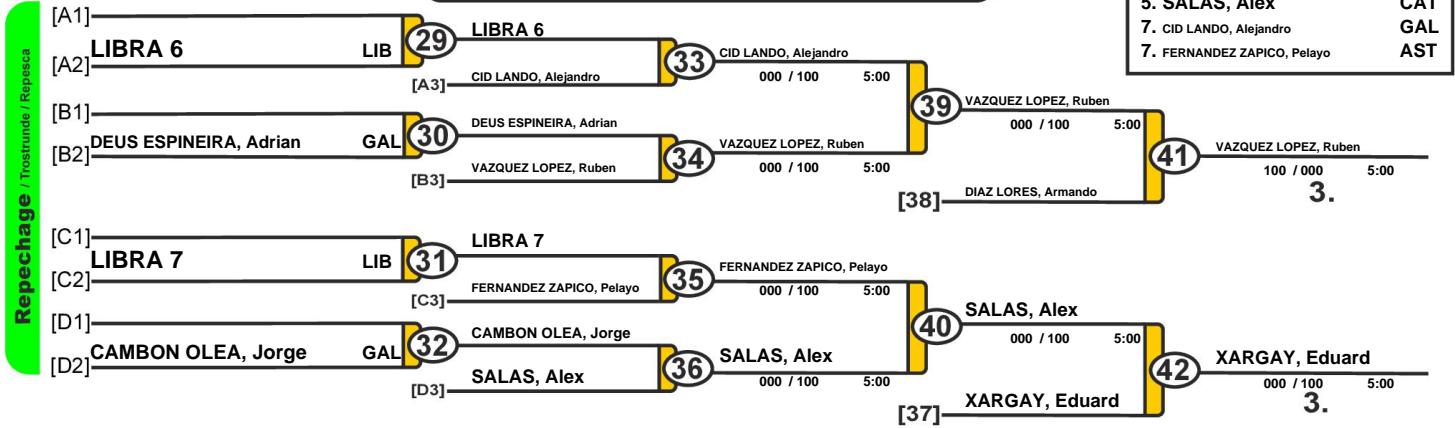 Repechage / Trostrunde / Repesca
5. SALAS, Alex CAT
7. CID LANDO, Alejandro GAL
7. FERNANDEZ ZAPICO, Pelayo AST
[A1]
LIBRA 6 LIB
[A2]
29
LIBRA 6
[A3]
CID LANDO, Alejandro
33
CID LANDO, Alejandro
000 / 100 5:00
[B1]
DEUS ESPINEIRA, Adrian GAL
[B2]
30
DEUS ESPINEIRA, Adrian
[B3]
VAZQUEZ LOPEZ, Ruben
34
VAZQUEZ LOPEZ, Ruben
000 / 100 5:00
39
VAZQUEZ LOPEZ, Ruben
000 / 100 5:00
[38]
DIAZ LORES, Armando
41
VAZQUEZ LOPEZ, Ruben
100 / 000 5:00
3.
[C1]
LIBRA 7 LIB
[C2]
31
LIBRA 7
[C3]
FERNANDEZ ZAPICO, Pelayo
35
FERNANDEZ ZAPICO, Pelayo
000 / 100 5:00
[D1]
CAMBON OLEA, Jorge GAL
[D2]
32
CAMBON OLEA, Jorge
[D3]
SALAS, Alex
36
SALAS, Alex
000 / 100 5:00
40
SALAS, Alex
000 / 100 5:00
[37]
XARGAY, Eduard
42
XARGAY, Eduard
000 / 100 5:00
3.